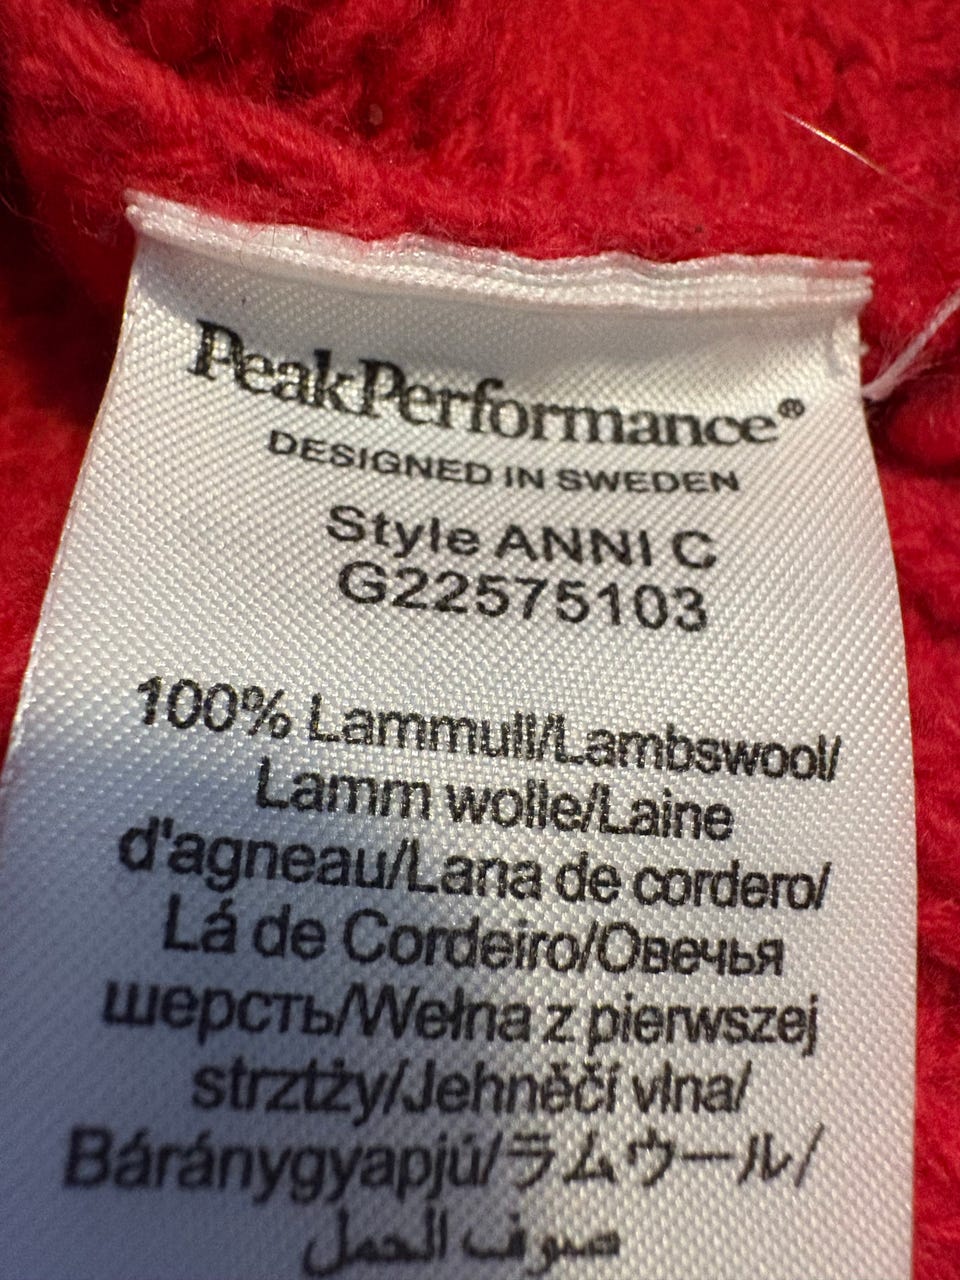 PeakPerformance®
DESIGNED IN SWEDEN
Style ANNI C
G22575103
100% Lammull/Lambswool/
Lamm wolle/Laine
d'agneau/Lana de cordero/
Lá de Cordeiro/Овечья
шерсть/Wełna z pierwszej
strztży/Jehněčí vlna/
Báránygyapjú/ラムウール/
صوف الحمل